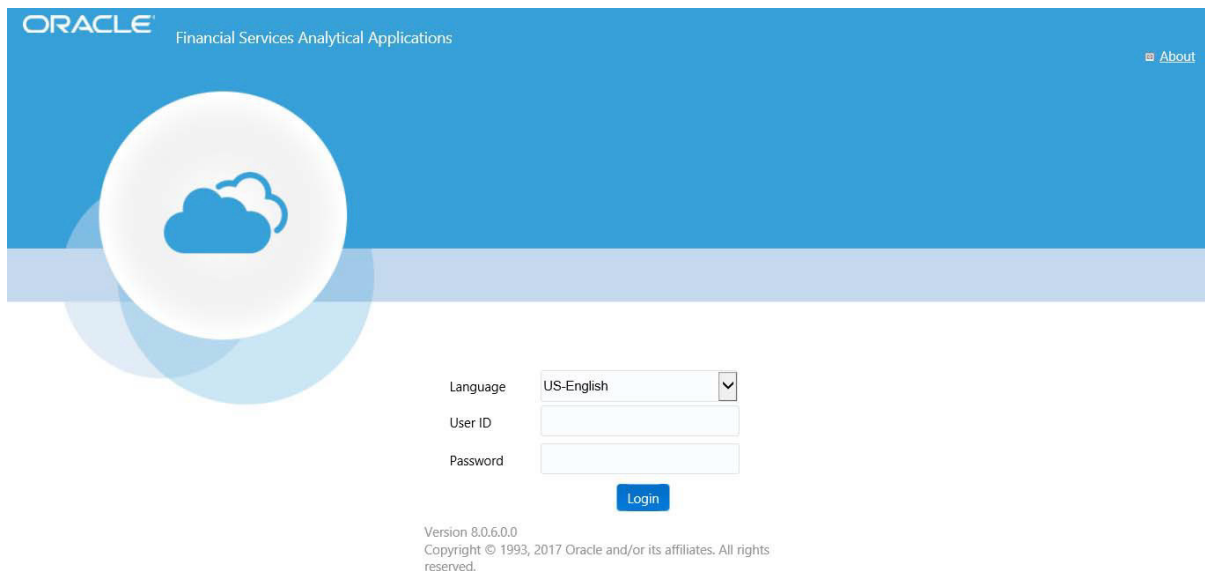 ORACLE
Financial Services Analytical Applications
About
Language US-English
User ID
Password
Login
Version 8.0.6.0.0
Copyright © 1993, 2017 Oracle and/or its affiliates. All rights
reserved.